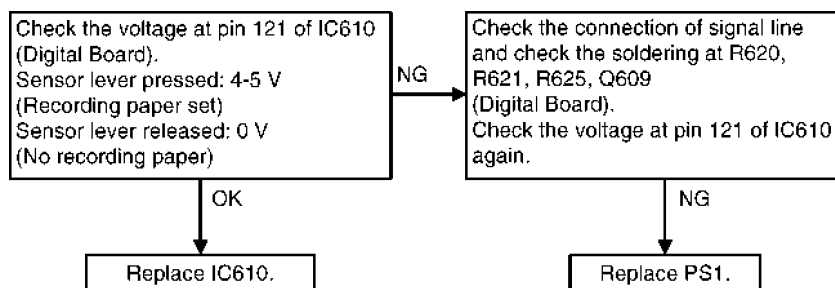 Check the voltage at pin 121 of IC610
(Digital Board).
Sensor lever pressed: 4-5 V
(Recording paper set)
Sensor lever released: 0 V
(No recording paper)
NG
Check the connection of signal line
and check the soldering at R620,
R621, R625, Q609
(Digital Board).
Check the voltage at pin 121 of IC610
again.
OK
NG
Replace IC610.
Replace PS1.